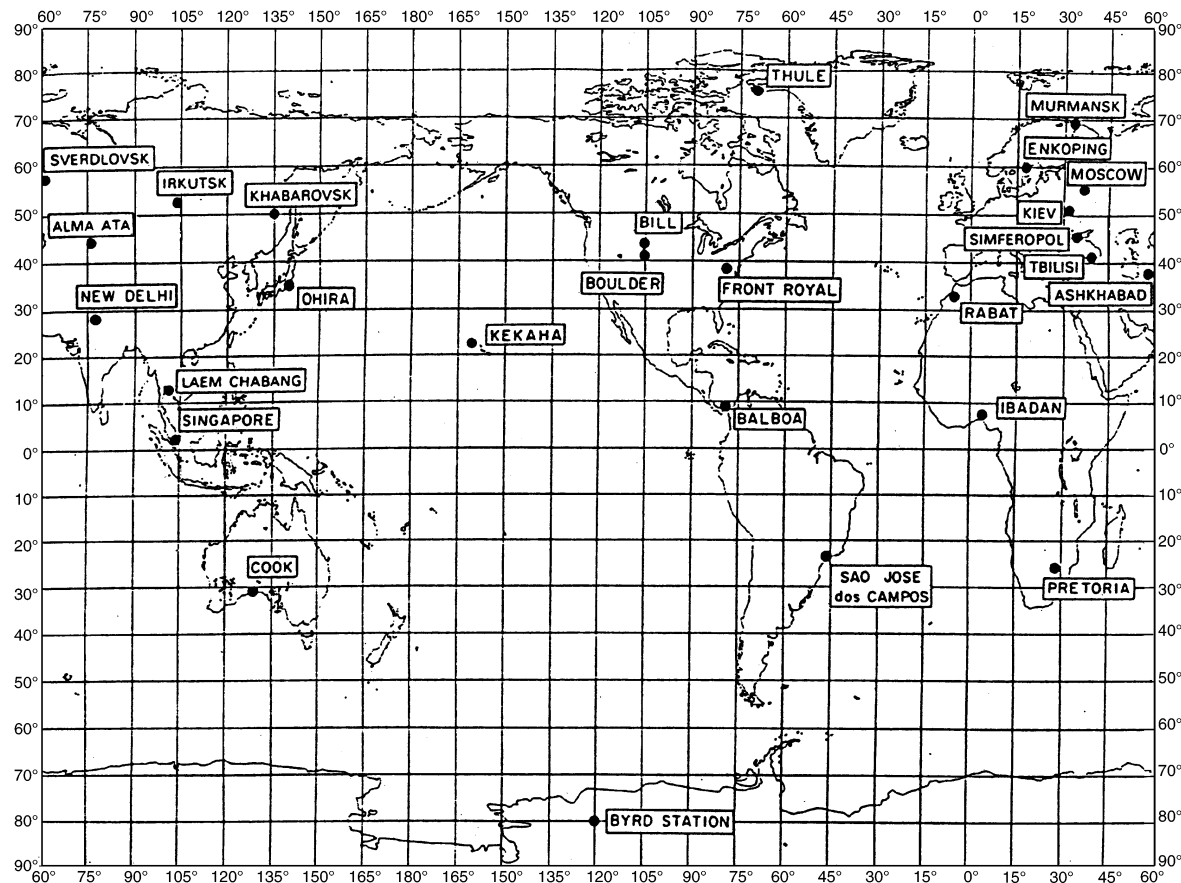 60° 75° 90° 105° 120° 135° 150° 165° 180° 165° 150° 135° 120° 105° 90° 75° 60° 45° 30° 15° 0° 15° 30° 45° 60°
90° 90°
80° THULE 80°
MURMANSK
70° 70°
ENKOPING
SVERDLOVSK
60° 60°
MOSCOW
IRKUTSK
KHABAROVSK
50° KIEV 50°
ALMA ATA BILL
SIMFEROPOL
40° TBILISI 40°
BOULDER
FRONT ROYAL
NEW DELHI OHIRA ASHKHABAD
30° RABAT 30°
KEKAHA
20° 20°
LAEM CHABANG
10° IBADAN 10°
SINGAPORE BALBOA
0° 0°
10° 10°
20° 20°
COOK
SAO JOSE
dos CAMPOS
30° PRETORIA 30°
40° 40°
50° 50°
60° 60°
70° 70°
80° BYRD STATION 80°
90° 90°
60° 75° 90° 105° 120° 135° 150° 165° 180° 165° 150° 135° 120° 105° 90° 75° 60° 45° 30° 15° 0° 15° 30° 45° 60°